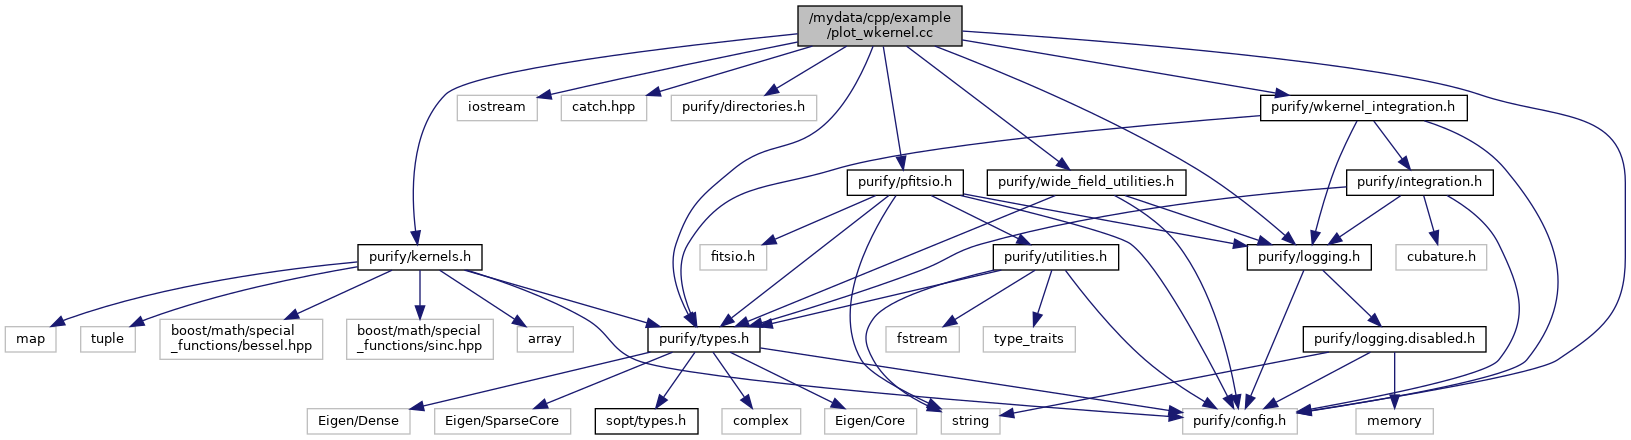 /mydata/cpp/example
/plot_wkernel.cc
iostream
catch.hpp
purify/directories.h
purify/wkernel_integration.h
purify/pfitsio.h
purify/wide_field_utilities.h
purify/integration.h
purify/kernels.h
fitsio.h
purify/utilities.h
purify/logging.h
cubature.h
map
tuple
boost/math/special
_functions/bessel.hpp
boost/math/special
_functions/sinc.hpp
array
purify/types.h
fstream
type_traits
purify/logging.disabled.h
Eigen/Dense
Eigen/SparseCore
sopt/types.h
complex
Eigen/Core
string
purify/config.h
memory